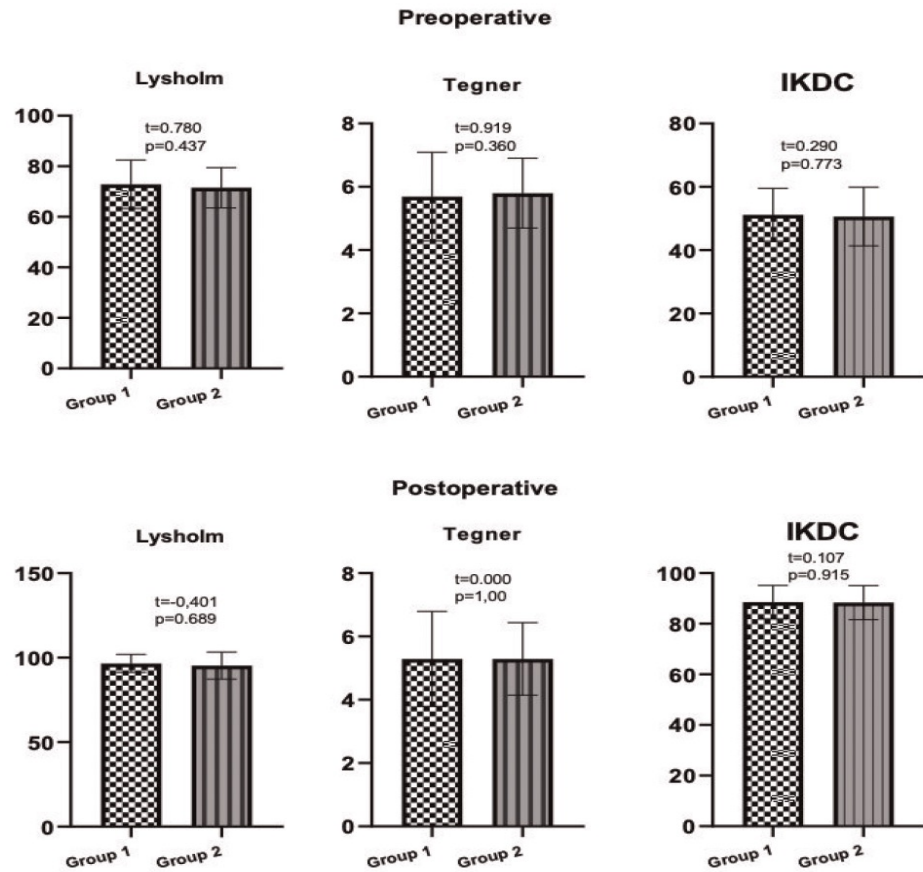 Preoperative
Lysholm
t=0.780
p=0.437
100
80
60
40
20
0
Group 1
Group 2
Tegner
t=0.919
p=0.360
8
6
4
2
0
Group 1
Group 2
IKDC
t=0.290
p=0.773
80
60
40
20
0
Group 1
Group 2
Postoperative
Lysholm
t=-0,401
p=0.689
150
100
50
0
Group 1
Group 2
Tegner
t=0.000
p=1,00
8
6
4
2
0
Group 1
Group 2
IKDC
t=0.107
p=0.915
100
80
60
40
20
0
Group 1
Group 2